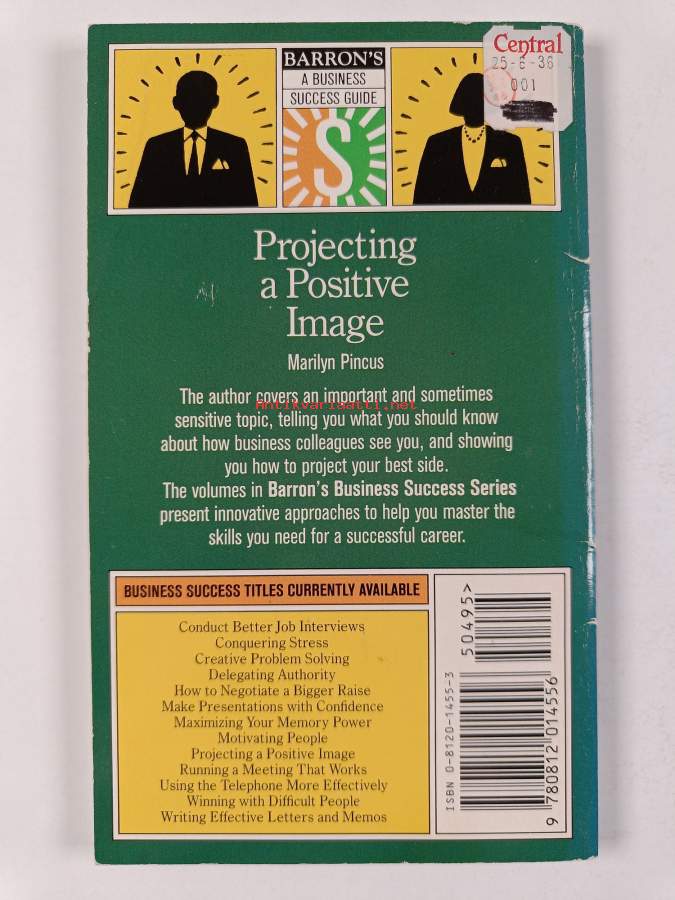 BARRON'S
A BUSINESS
SUCCESS GUIDE
$
Central
25-6-36
001
Projecting
a Positive
Image
Marilyn Pincus
The author covers an important and sometimes
Antikvariaatti.net
sensitive topic, telling you what you should know
about how business colleagues see you, and showing
you how to project your best side.
The volumes in Barron's Business Success Series
present innovative approaches to help you master the
skills you need for a successful career.
BUSINESS SUCCESS TITLES CURRENTLY AVAILABLE
Conduct Better Job Interviews
Conquering Stress
Creative Problem Solving
Delegating Authority
How to Negotiate a Bigger Raise
Make Presentations with Confidence
Maximizing Your Memory Power
Motivating People
Projecting a Positive Image
Running a Meeting That Works
Using the Telephone More Effectively
Winning with Difficult People
Writing Effective Letters and Memos
50495>
ISBN 0-8120-1455-3
9 780812 014556